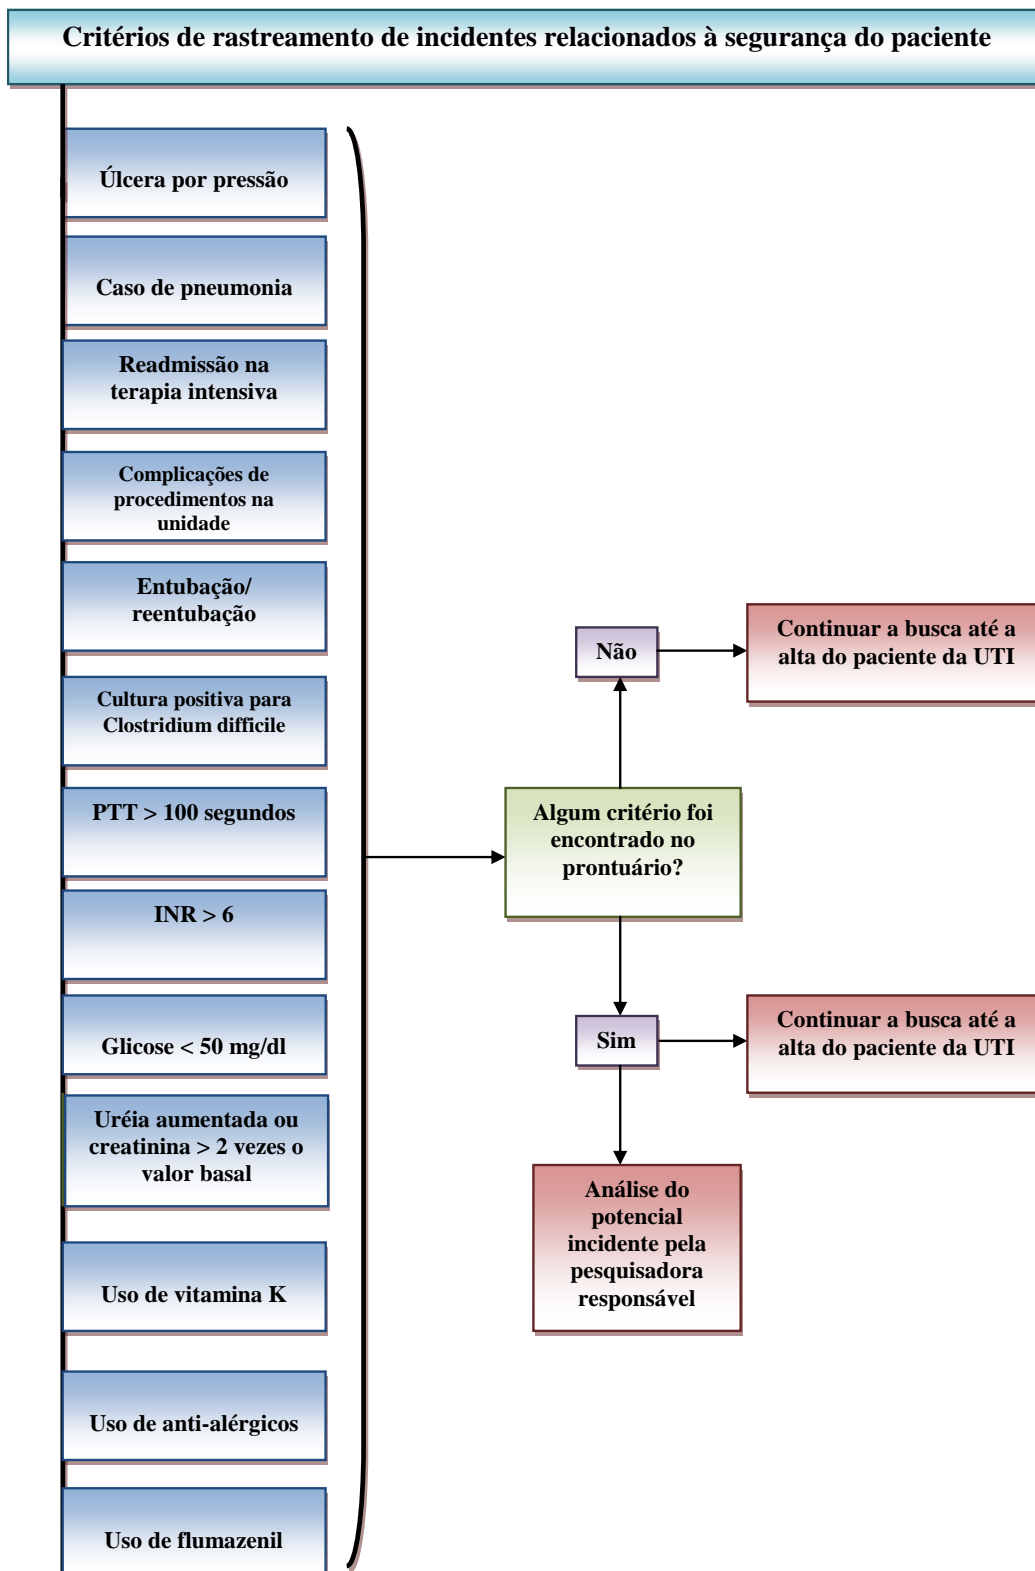 Critérios de rastreamento de incidentes relacionados à segurança do paciente
Úlcera por pressão
Caso de pneumonia
Readmissão na
terapia intensiva
Complicações de
procedimentos na
unidade
Entubação/
reentubação
Cultura positiva para
Clostridium difficile
PTT > 100 segundos
INR > 6
Glicose < 50 mg/dl
Uréia aumentada ou
creatinina > 2 vezes o
valor basal
Uso de vitamina K
Uso de anti-alérgicos
Uso de flumazenil
Algum critério foi
encontrado no
prontuário?
Não
Continuar a busca até a
alta do paciente da UTI
Sim
Continuar a busca até a
alta do paciente da UTI
Análise do
potencial
incidente pela
pesquisadora
responsável